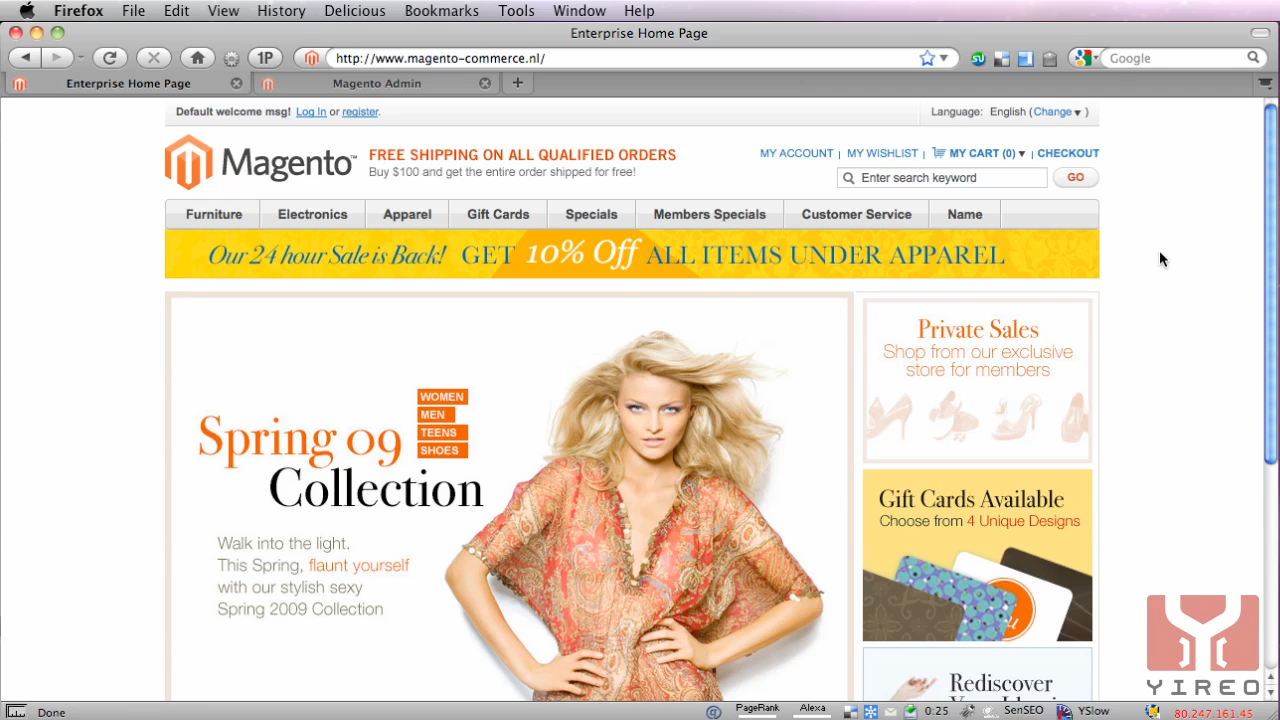 Firefox File Edit View History Delicious Bookmarks Tools Window Help
Enterprise Home Page
1P http://www.magento-commerce.nl/ Google
Enterprise Home Page Magento Admin
Default welcome msg! Log In or register. Language: English (Change ▼ )
Magento™ FREE SHIPPING ON ALL QUALIFIED ORDERS
Buy $100 and get the entire order shipped for free!
MY ACCOUNT | MY WISHLIST | MY CART (0) ▼ | CHECKOUT
Enter search keyword GO
Furniture Electronics Apparel Gift Cards Specials Members Specials Customer Service Name
Our 24 hour Sale is Back! GET 10% Off ALL ITEMS UNDER APPAREL
Spring 09
Collection
WOMEN
MEN
TEENS
SHOES
Walk into the light.
This Spring, flaunt yourself
with our stylish sexy
Spring 2009 Collection
Private Sales
Shop from our exclusive
store for members
Gift Cards Available
Choose from 4 Unique Designs
Rediscover
YIREO
Done PageRank Alexa 0:25 SenSEO YSlow 80.247.161.45